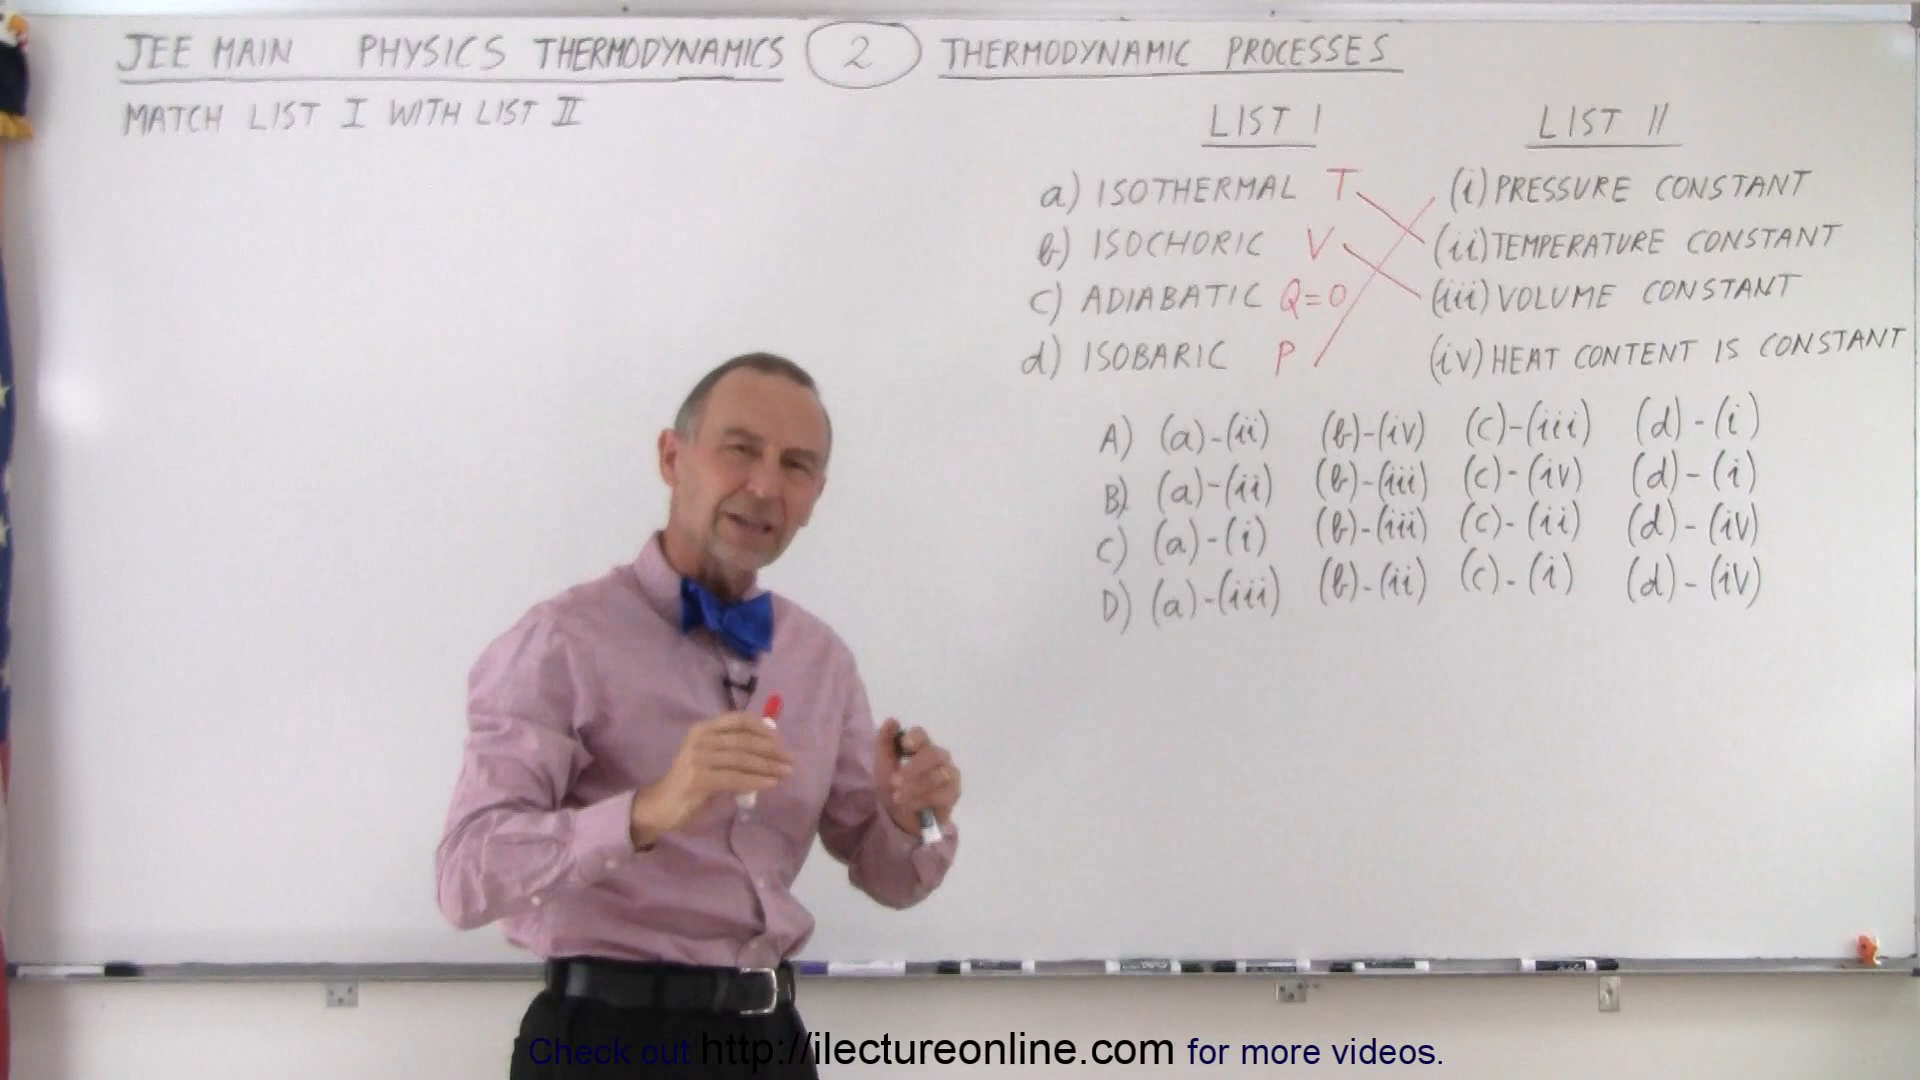 JEE MAIN PHYSICS THERMODYNAMICS 2 THERMODYNAMIC PROCESSES
MATCH LIST I WITH LIST II
LIST I LIST II
a) ISOTHERMAL T (i) PRESSURE CONSTANT
b) ISOCHORIC V (ii) TEMPERATURE CONSTANT
c) ADIABATIC Q=0 (iii) VOLUME CONSTANT
d) ISOBARIC P (iv) HEAT CONTENT IS CONSTANT
A) (a)-(ii) (b)-(iv) (c)-(iii) (d)-(i)
B) (a)-(ii) (b)-(iii) (c)-(iv) (d)-(i)
C) (a)-(i) (b)-(iii) (c)-(ii) (d)-(iv)
D) (a)-(iii) (b)-(ii) (c)-(i) (d)-(iv)
Check out http://ilectureonline.com for more videos.